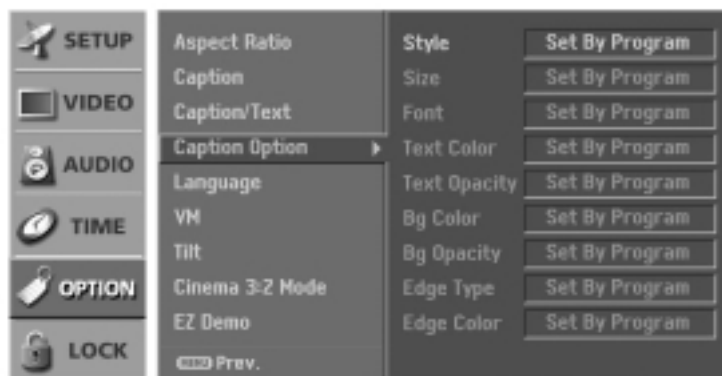 SETUP
VIDEO
AUDIO
TIME
OPTION
LOCK
Aspect Ratio
Caption
Caption/Text
Caption Option
Language
VM
Tilt
Cinema 3:2 Mode
EZ Demo
MENU Prev.
Style Set By Program
Size Set By Program
Font Set By Program
Text Color Set By Program
Text Opacity Set By Program
Bg Color Set By Program
Bg Opacity Set By Program
Edge Type Set By Program
Edge Color Set By Program